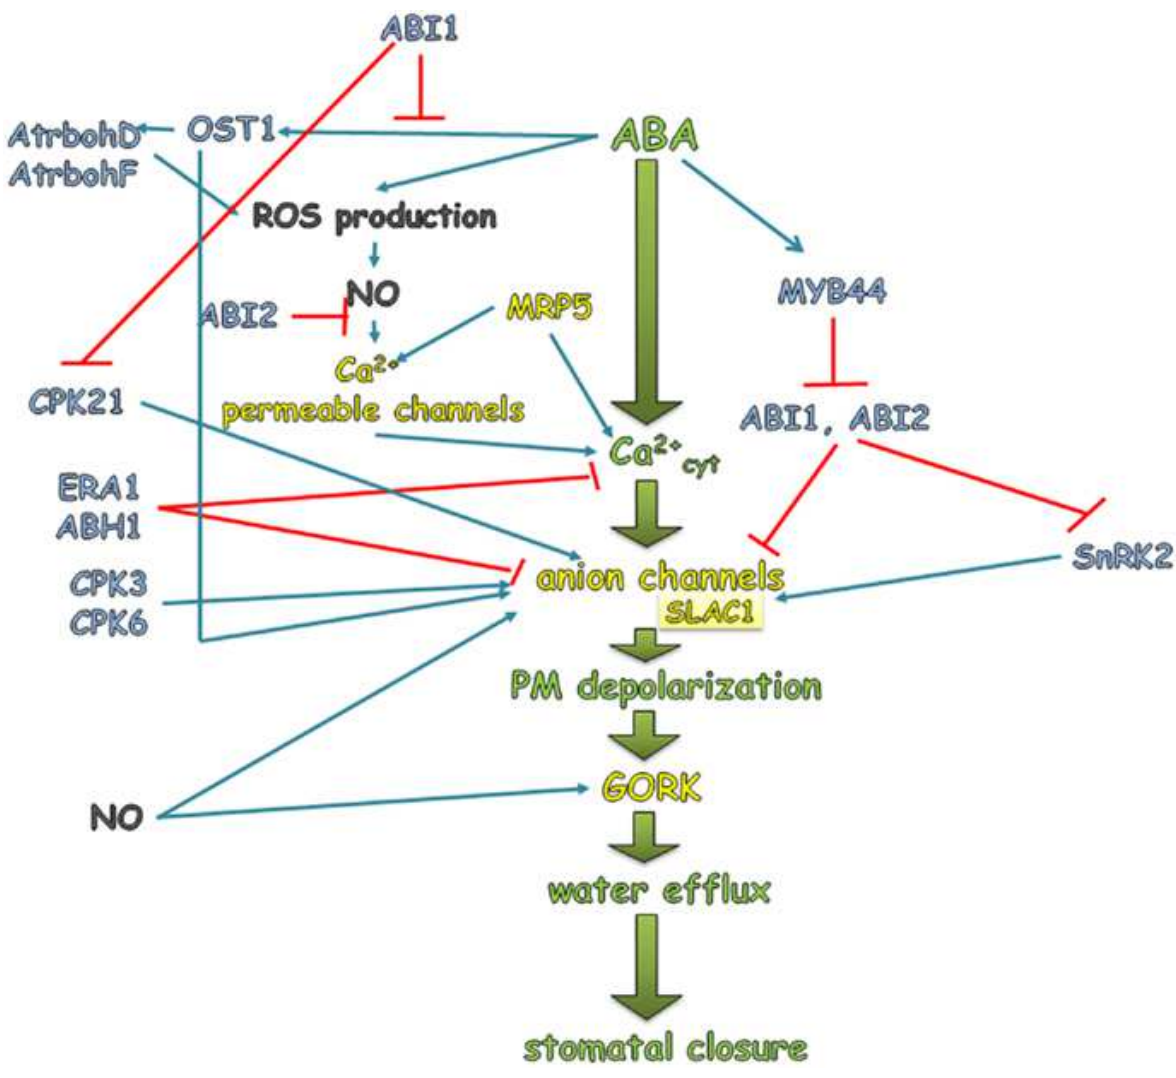 ABI1
AtrbohD
AtrbohF
OST1
ABA
ROS production
NO
ABI2
MRP5
MYB44
Ca²⁺
permeable channels
CPK21
ABI1, ABI2
Ca²⁺cyt
ERA1
ABH1
CPK3
CPK6
anion channels
SLAC1
SnRK2
PM depolarization
GORK
NO
water efflux
stomatal closure